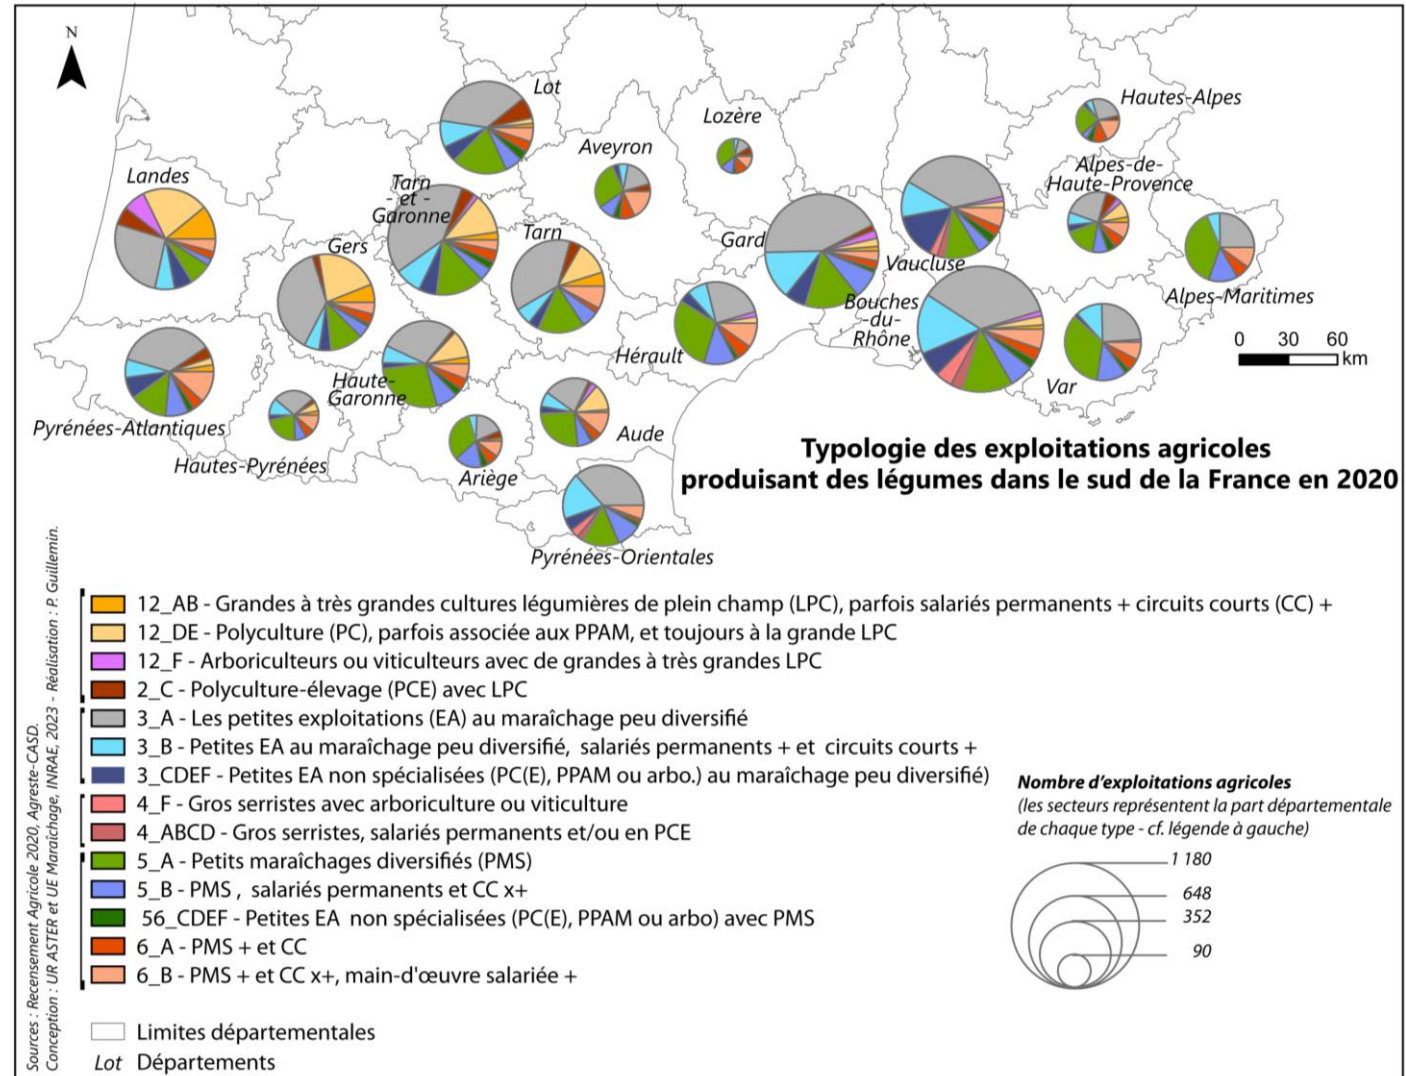 N
Lot
Hautes-Alpes
Lozère
Aveyron
Alpes-de-
Haute-Provence
Landes
Tarn
- et -
Garonne
Tarn
Gard
Gers
Vaucluse
Alpes-Maritimes
Bouches
-du-
Rhône
0 30 60
km
Hérault
Haute-
Garonne
Var
Pyrénées-Atlantiques
Aude
Hautes-Pyrénées
Ariège
Pyrénées-Orientales
Typologie des exploitations agricoles
produisant des légumes dans le sud de la France en 2020
12_AB - Grandes à très grandes cultures légumières de plein champ (LPC), parfois salariés permanents + circuits courts (CC) +
12_DE - Polyculture (PC), parfois associée aux PPAM, et toujours à la grande LPC
12_F - Arboriculteurs ou viticulteurs avec de grandes à très grandes LPC
2_C - Polyculture-élevage (PCE) avec LPC
3_A - Les petites exploitations (EA) au maraîchage peu diversifié
3_B - Petites EA au maraîchage peu diversifié, salariés permanents + et circuits courts +
3_CDEF - Petites EA non spécialisées (PC(E), PPAM ou arbo.) au maraîchage peu diversifié)
4_F - Gros serristes avec arboriculture ou viticulture
4_ABCD - Gros serristes, salariés permanents et/ou en PCE
5_A - Petits maraîchages diversifiés (PMS)
5_B - PMS , salariés permanents et CC x+
56_CDEF - Petites EA non spécialisées (PC(E), PPAM ou arbo) avec PMS
6_A - PMS + et CC
6_B - PMS + et CC x+, main-d'œuvre salariée +
Limites départementales
Lot Départements
Nombre d'exploitations agricoles
(les secteurs représentent la part départementale
de chaque type - cf. légende à gauche)
1 180
648
352
90
Sources : Recensement Agricole 2020, Agreste-CASD.
Conception : UR ASTER et UE Maraîchage, INRAE, 2023 - Réalisation : P. Guillemin.